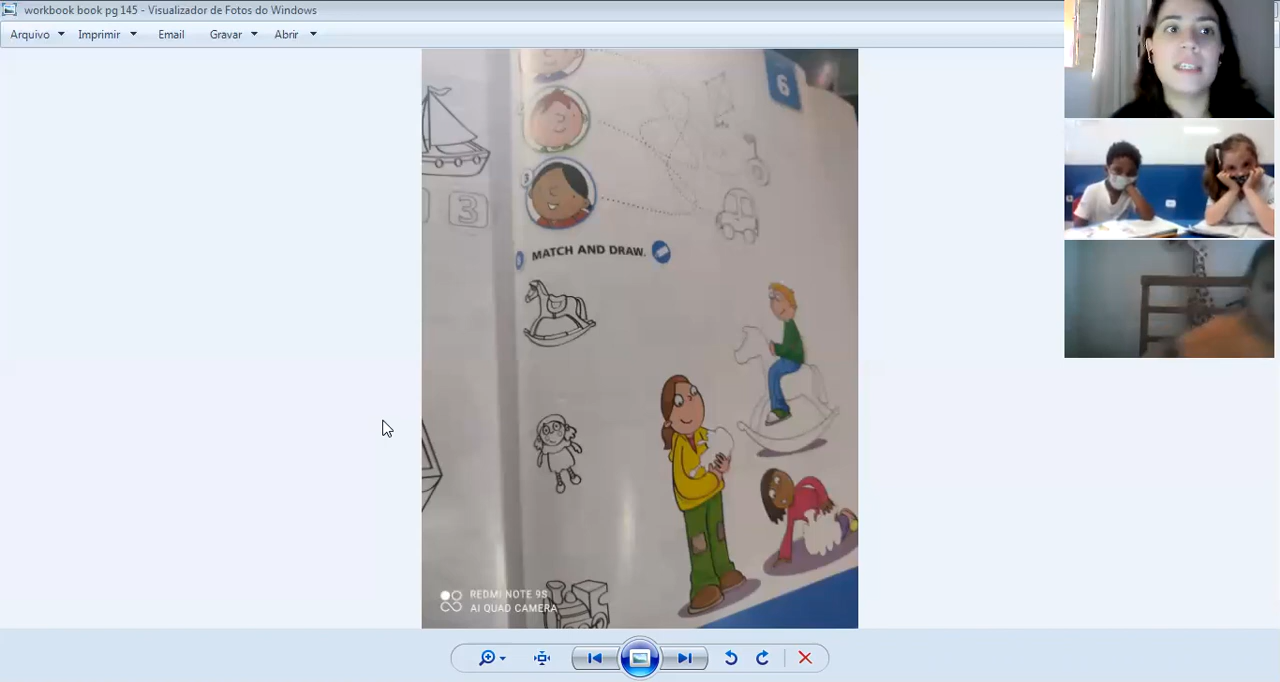 workbook book pg 145 - Visualizador de Fotos do Windows
Arquivo Imprimir Email Gravar Abrir
6
3
3
MATCH AND DRAW.
REDMI NOTE 9S
AI QUAD CAMERA